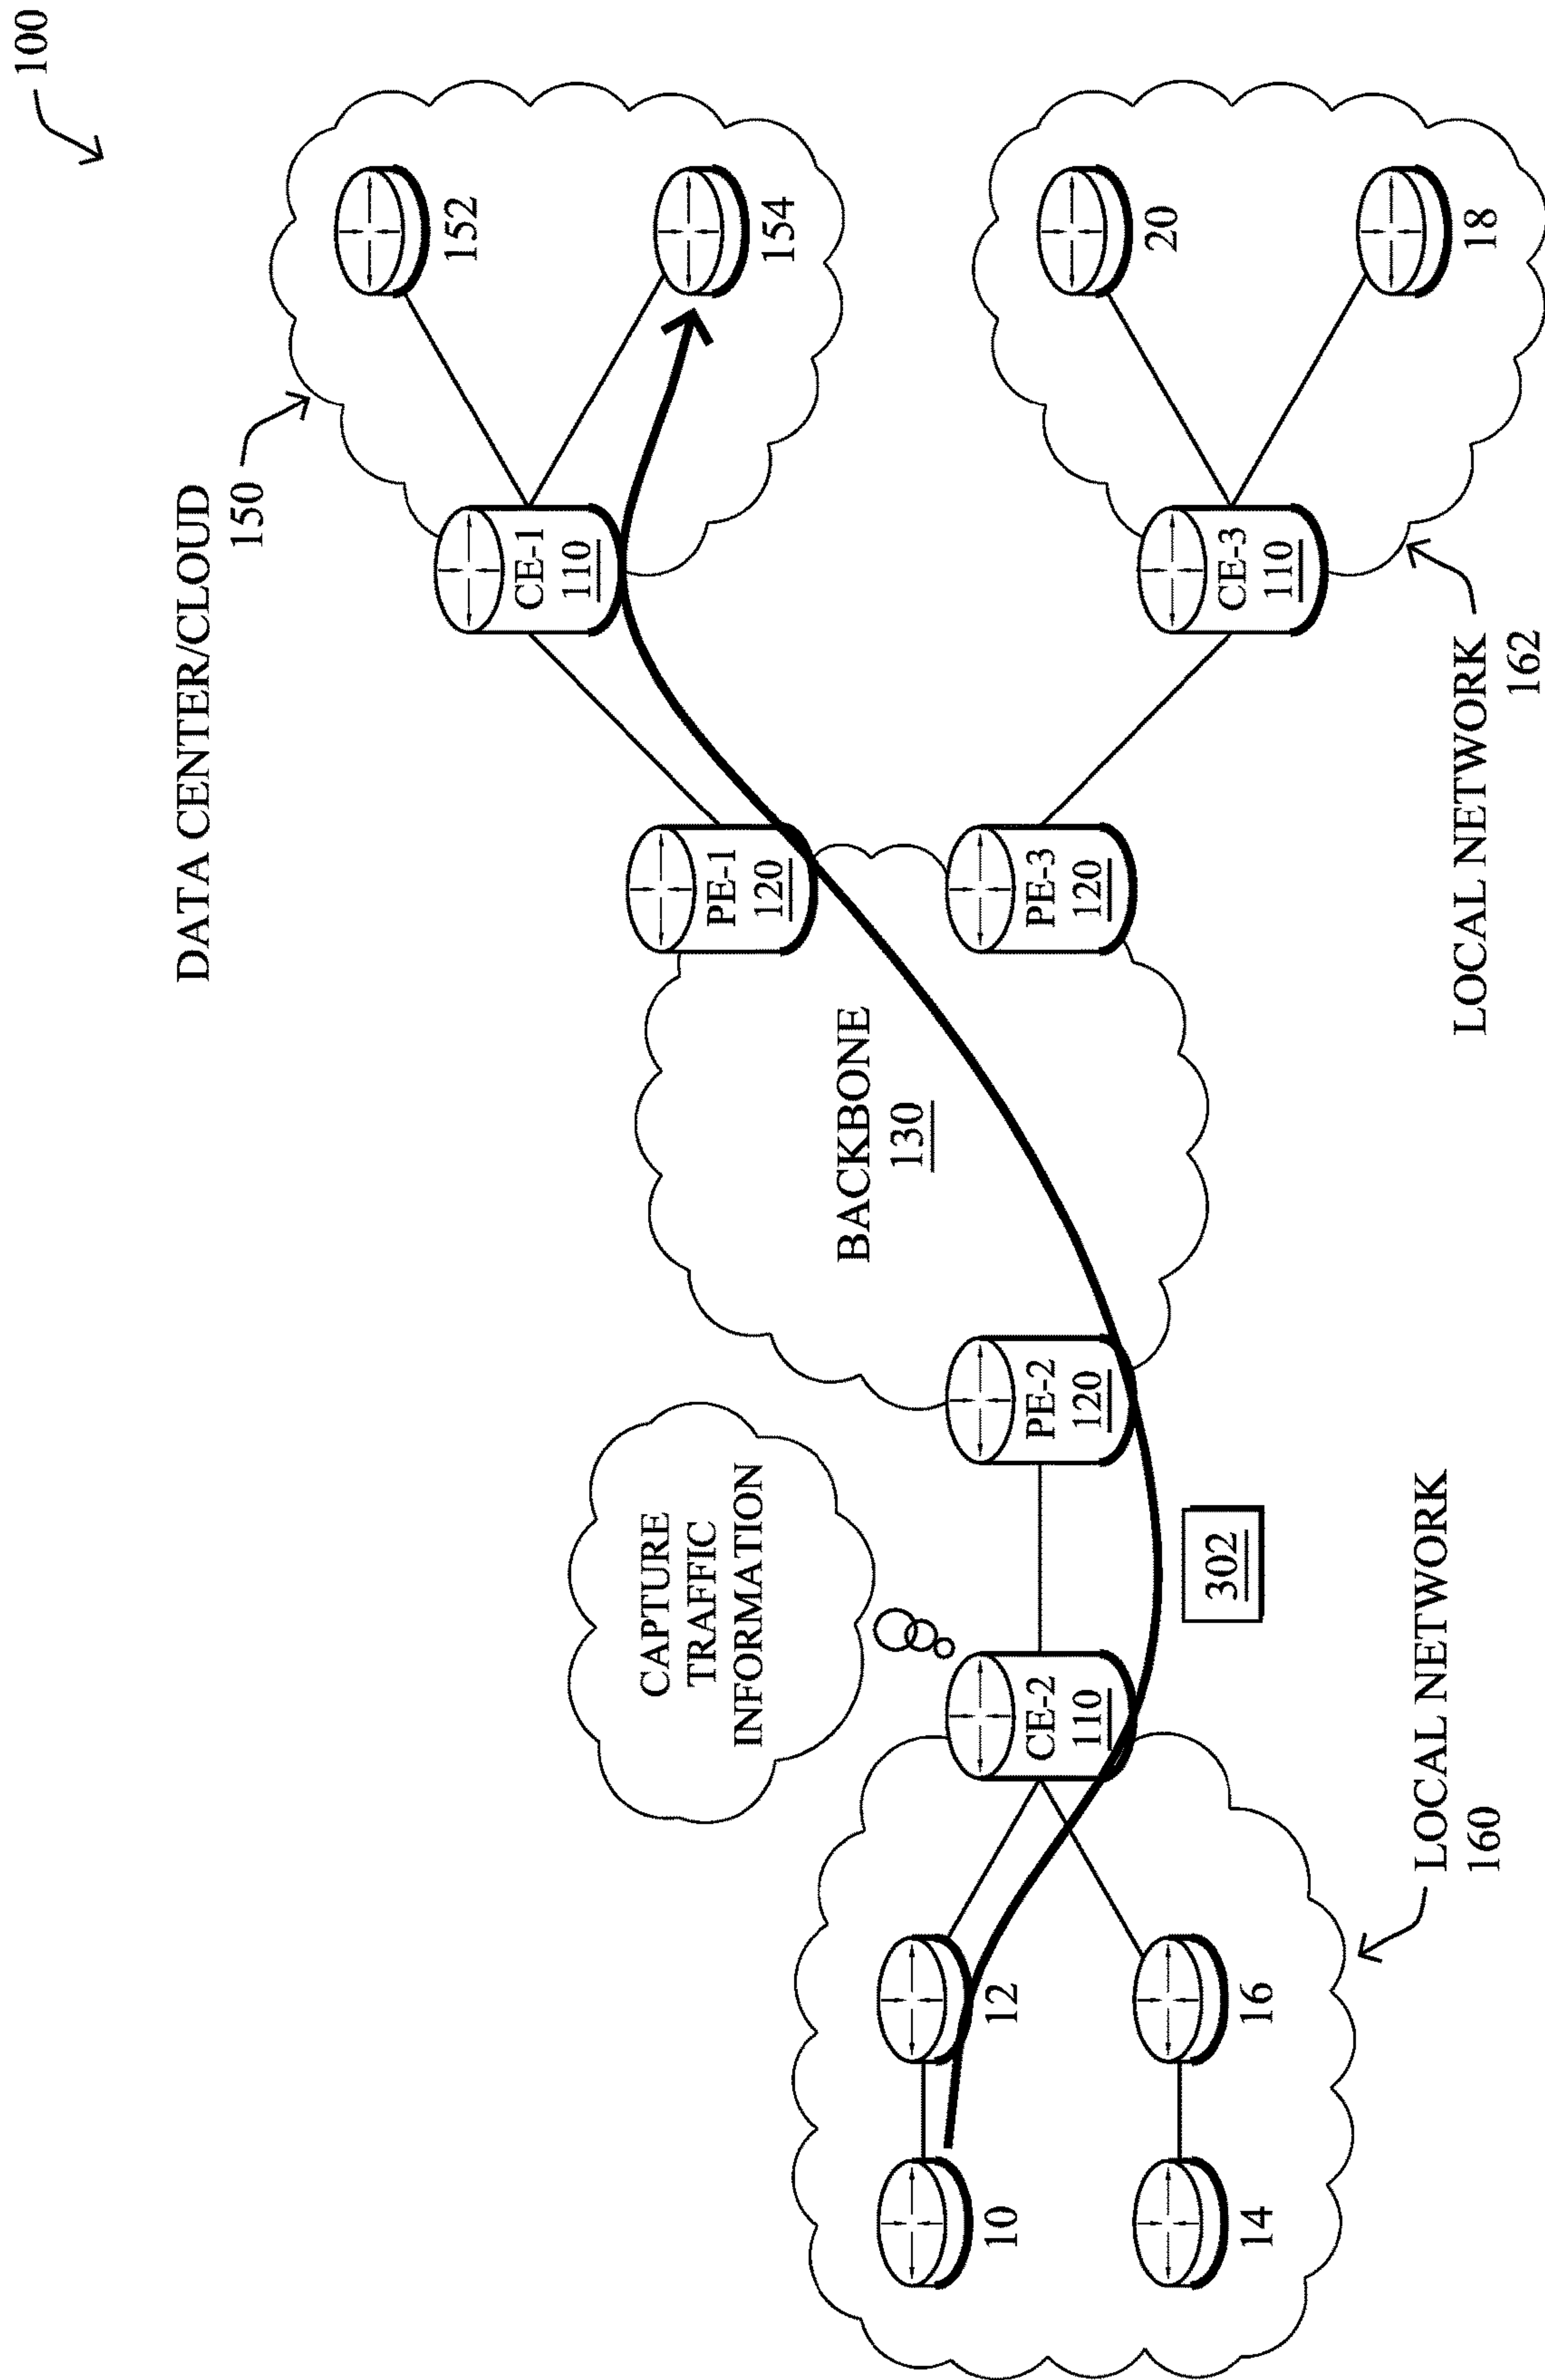 100
DATA CENTER/CLOUD
150
152
154
CE-1
110
PE-1
120
BACKBONE
130
CAPTURE
TRAFFIC
INFORMATION
PE-2
120
PE-3
120
CE-3
110
20
18
LOCAL NETWORK
162
CE-2
110
302
10
12
14
16
LOCAL NETWORK
160